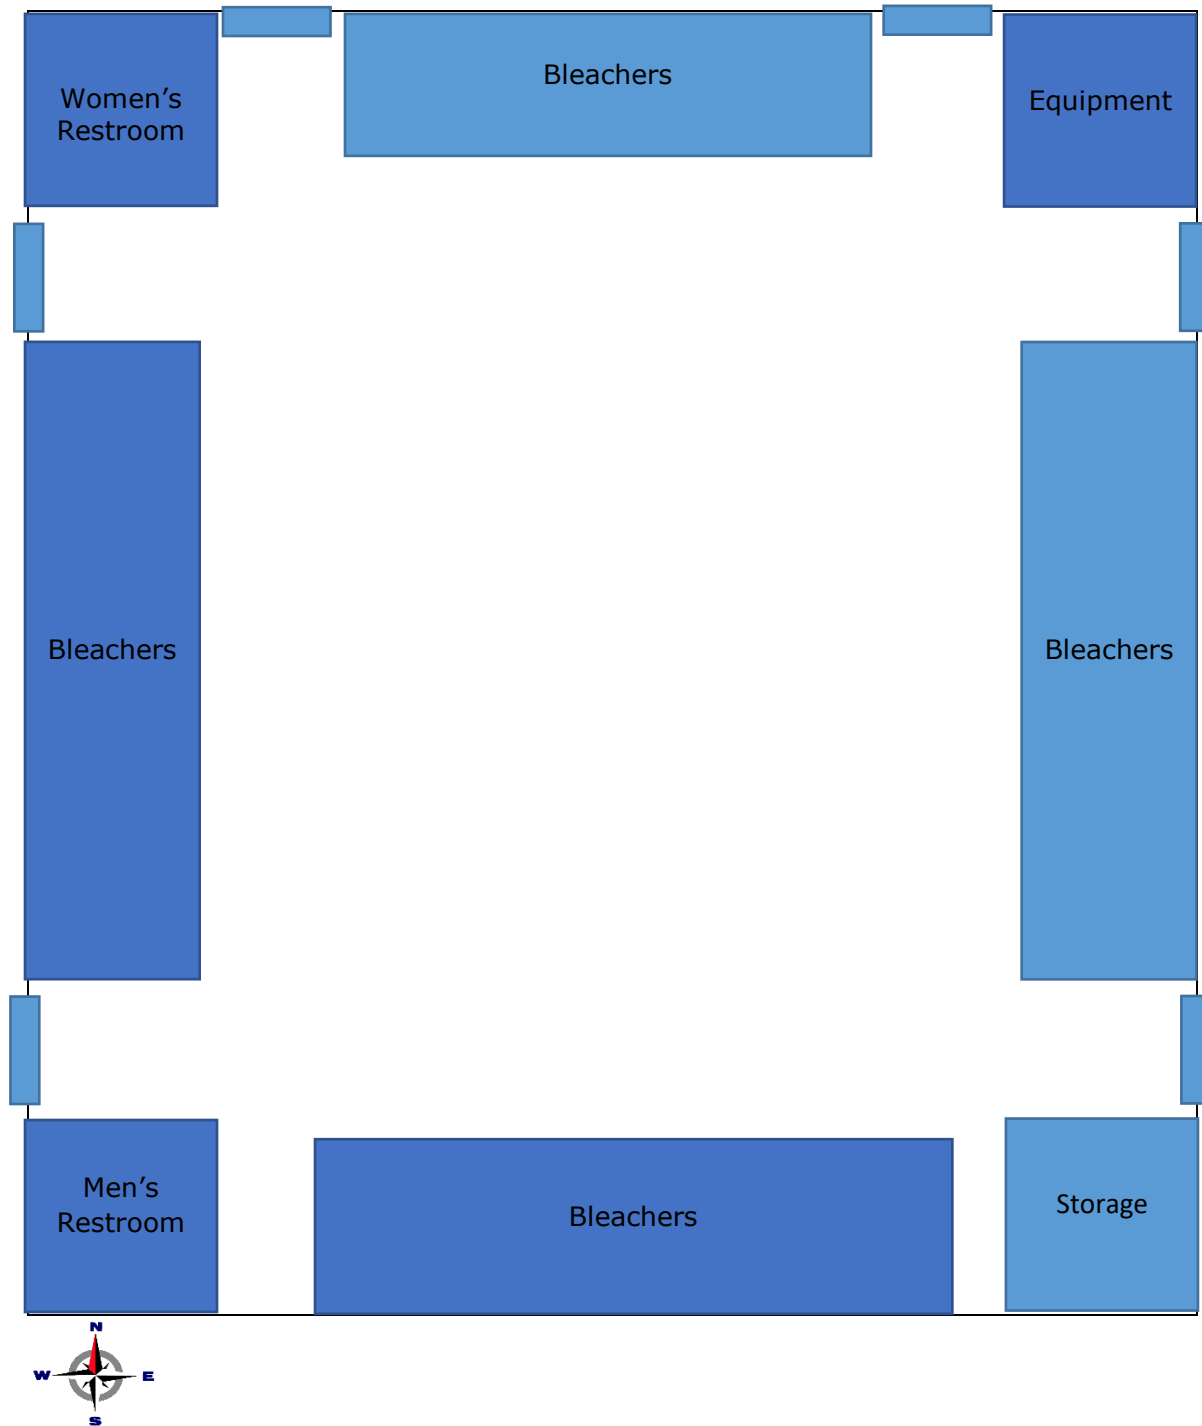 Bleachers
Women’s
Restroom
Equipment
Bleachers
Bleachers
Men’s
Restroom
Bleachers
Storage
N
W
E
S